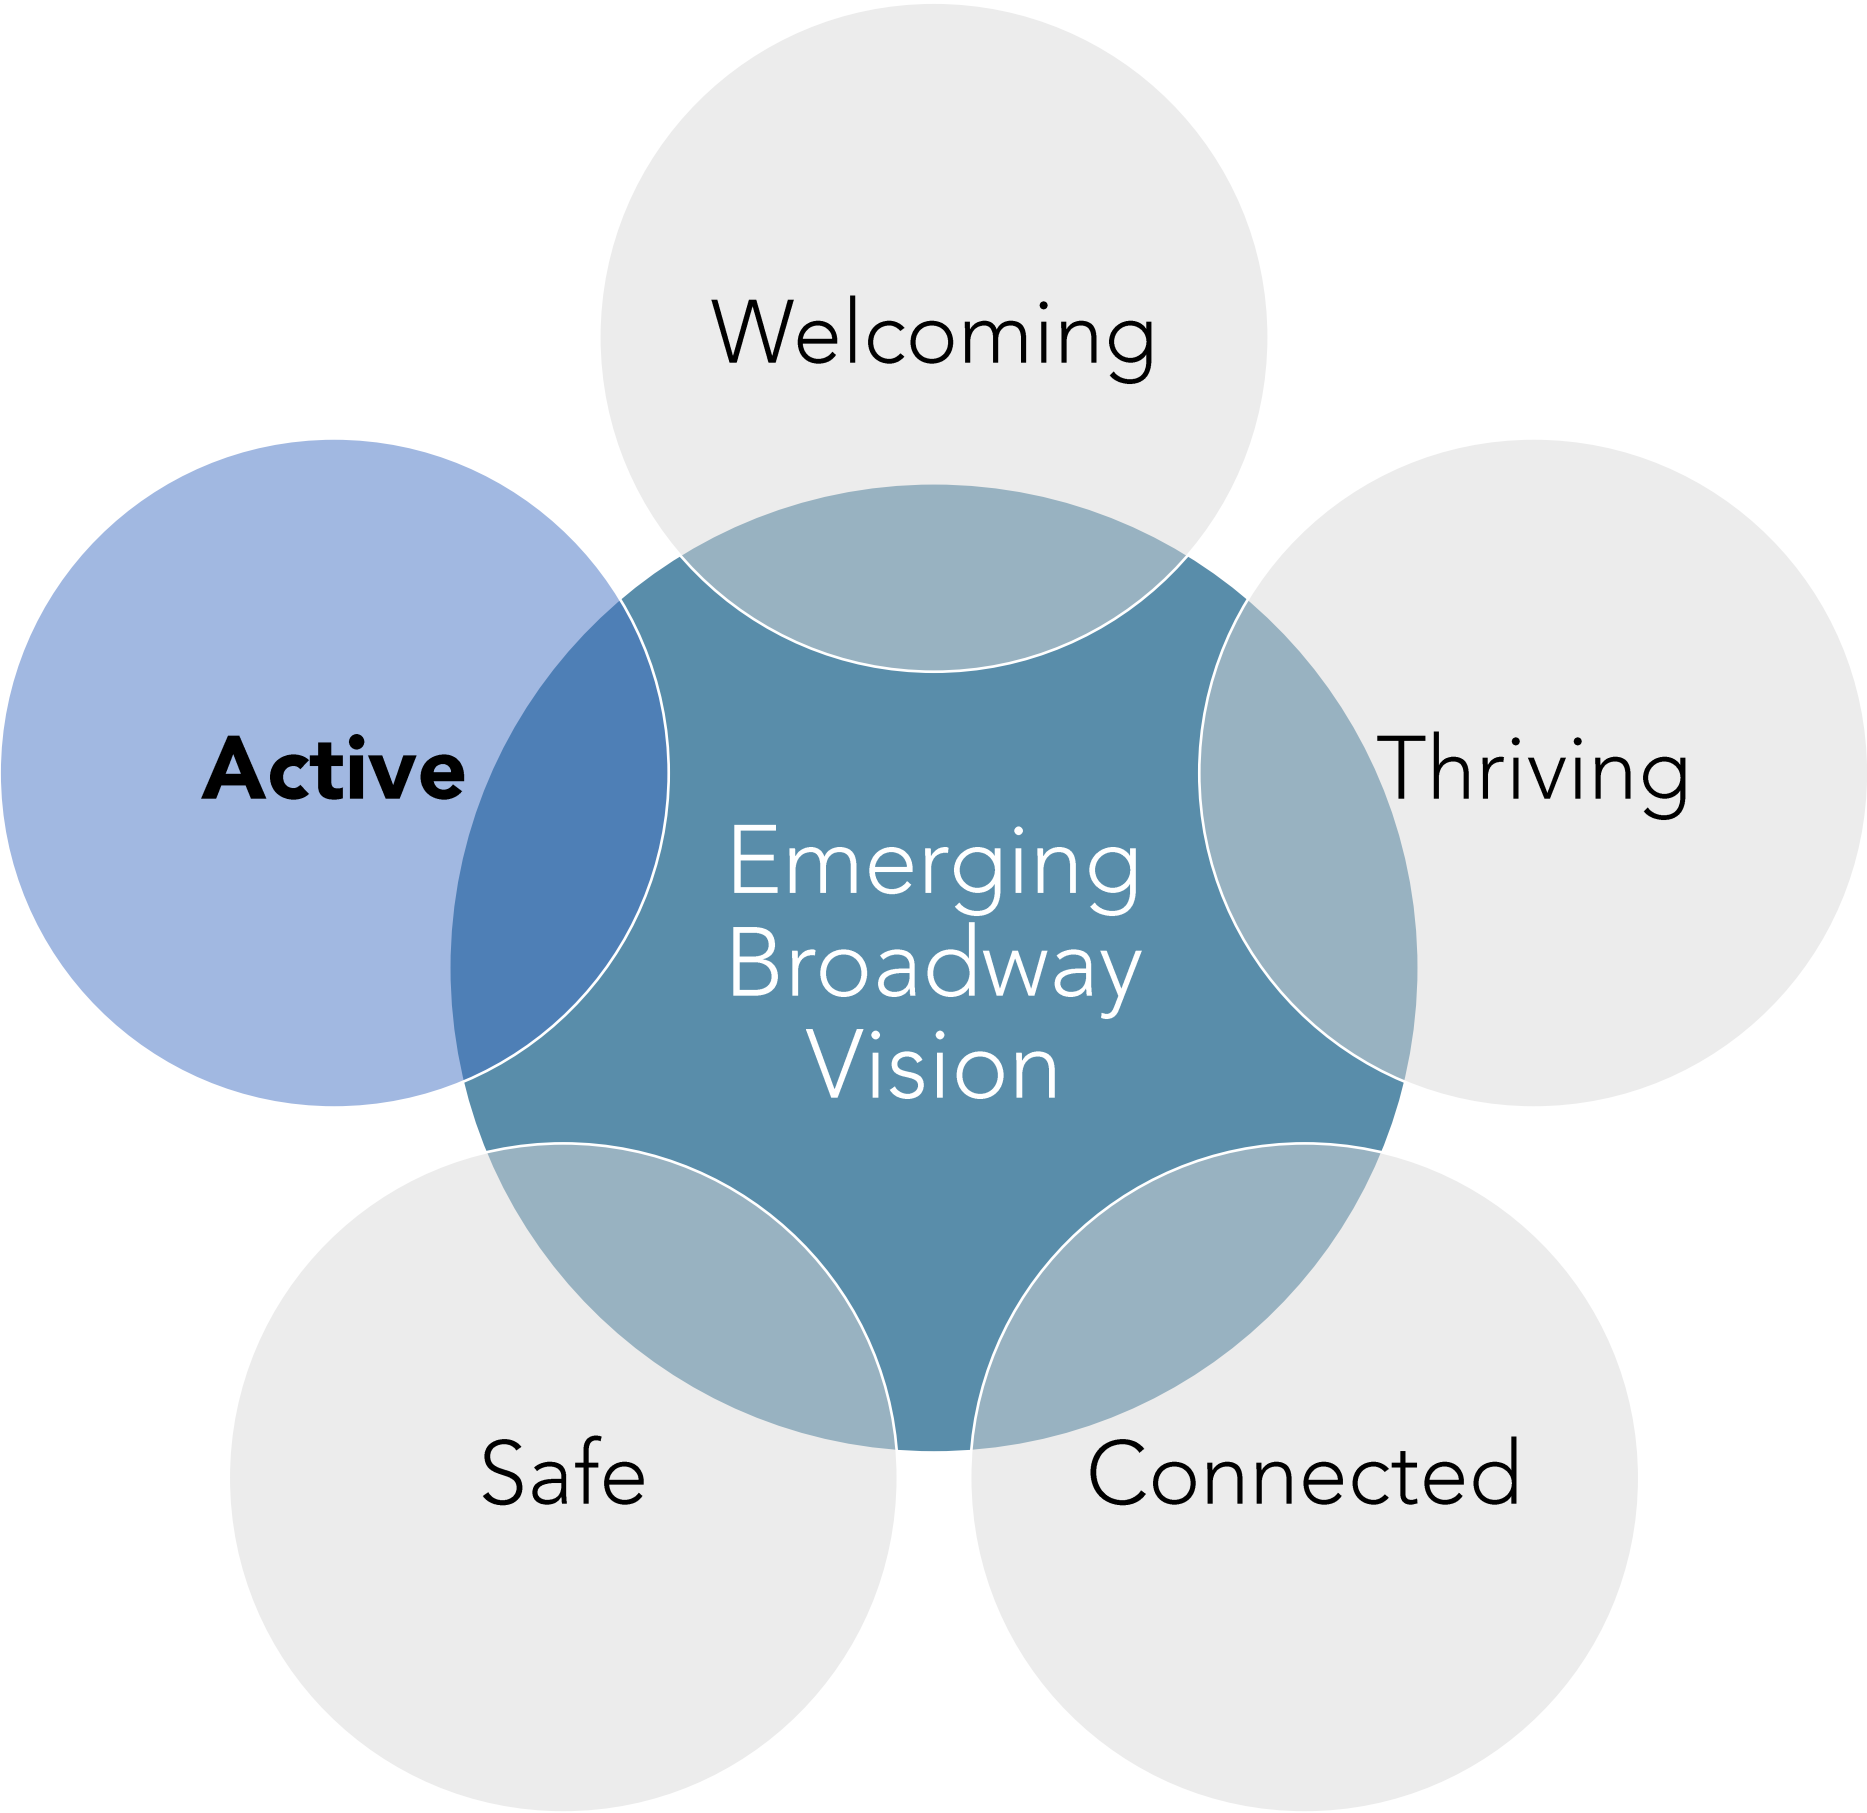 Welcoming
Active
Thriving
Emerging
Broadway
Vision
Safe
Connected